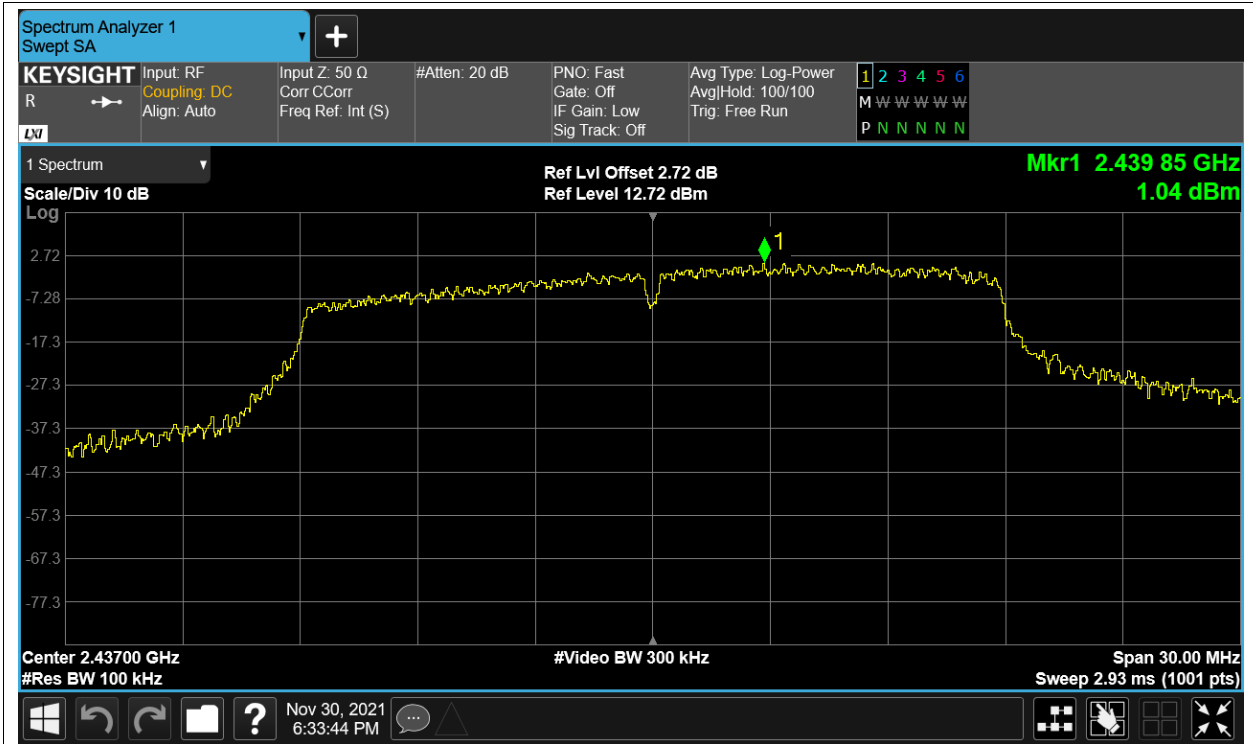 Spectrum Analyzer 1
Swept SA
KEYSIGHT
R
LXI
Input: RF
Coupling: DC
Align: Auto
Input Z: 50 Ω
Corr CCorr
Freq Ref: Int (S)
#Atten: 20 dB
PNO: Fast
Gate: Off
IF Gain: Low
Sig Track: Off
Avg Type: Log-Power
Avg|Hold: 100/100
Trig: Free Run
1 2 3 4 5 6
M W W W W W
P N N N N N
1 Spectrum
Scale/Div 10 dB
Log
Ref Lvl Offset 2.72 dB
Ref Level 12.72 dBm
Mkr1 2.439 85 GHz
1.04 dBm
1
2.72
-7.28
-17.3
-27.3
-37.3
-47.3
-57.3
-67.3
-77.3
Center 2.43700 GHz
#Res BW 100 kHz
#Video BW 300 kHz
Span 30.00 MHz
Sweep 2.93 ms (1001 pts)
?
Nov 30, 2021
6:33:44 PM